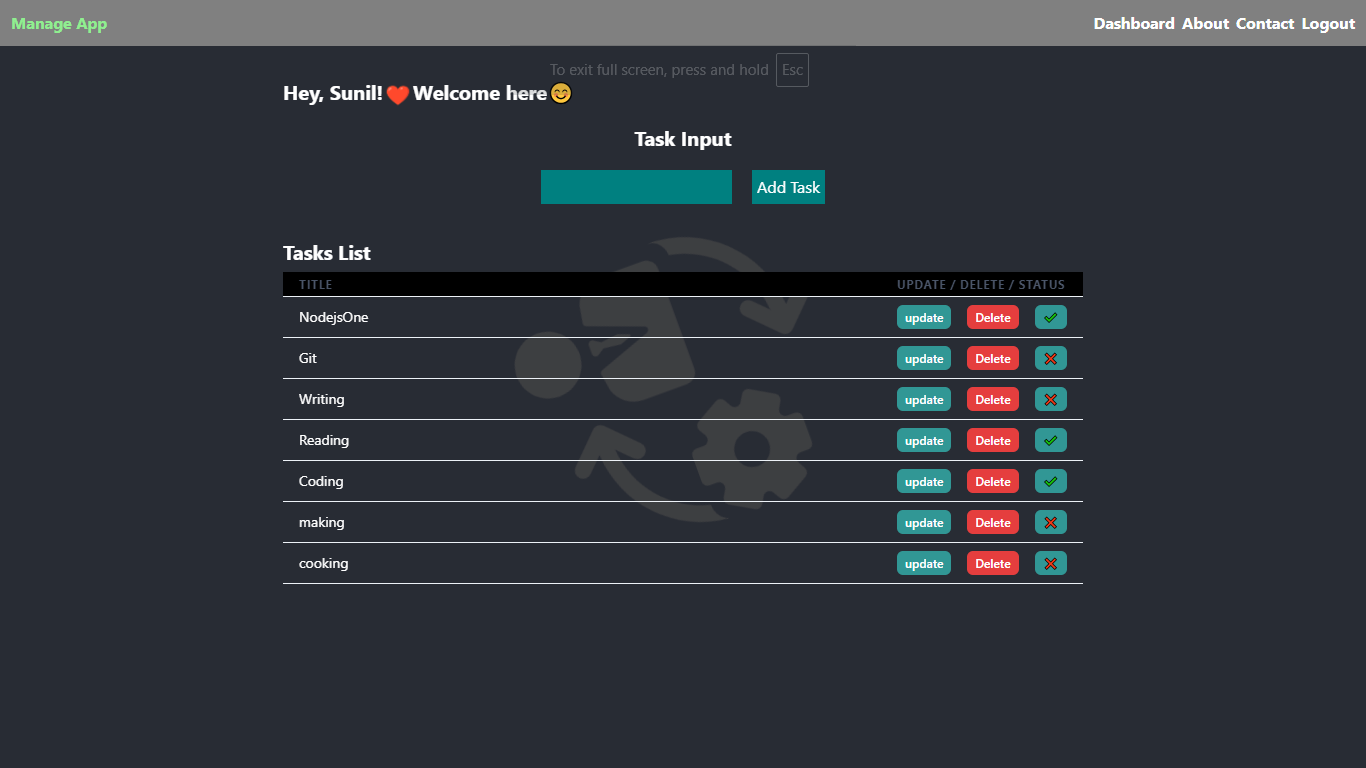 Manage App Dashboard About Contact Logout
To exit full screen, press and hold Esc
Hey, Sunil!❤️Welcome here😊
Task Input
Add Task
Tasks List
TITLE UPDATE / DELETE / STATUS
NodejsOne update Delete ✔
Git update Delete ✖
Writing update Delete ✖
Reading update Delete ✔
Coding update Delete ✔
making update Delete ✖
cooking update Delete ✖